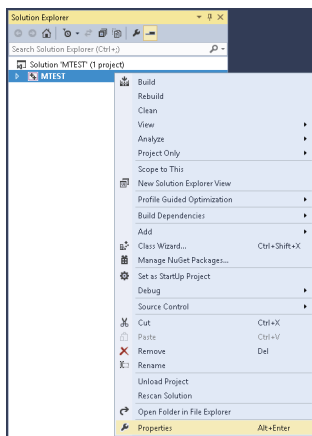 Solution Explorer
Search Solution Explorer (Ctrl+;)
Solution 'MTEST' (1 project)
MTEST
Build
Rebuild
Clean
View
Analyze
Project Only
Scope to This
New Solution Explorer View
Profile Guided Optimization
Build Dependencies
Add
Class Wizard... Ctrl+Shift+X
Manage NuGet Packages...
Set as StartUp Project
Debug
Source Control
Cut Ctrl+X
Paste Ctrl+V
Remove Del
Rename
Unload Project
Rescan Solution
Open Folder in File Explorer
Properties Alt+Enter